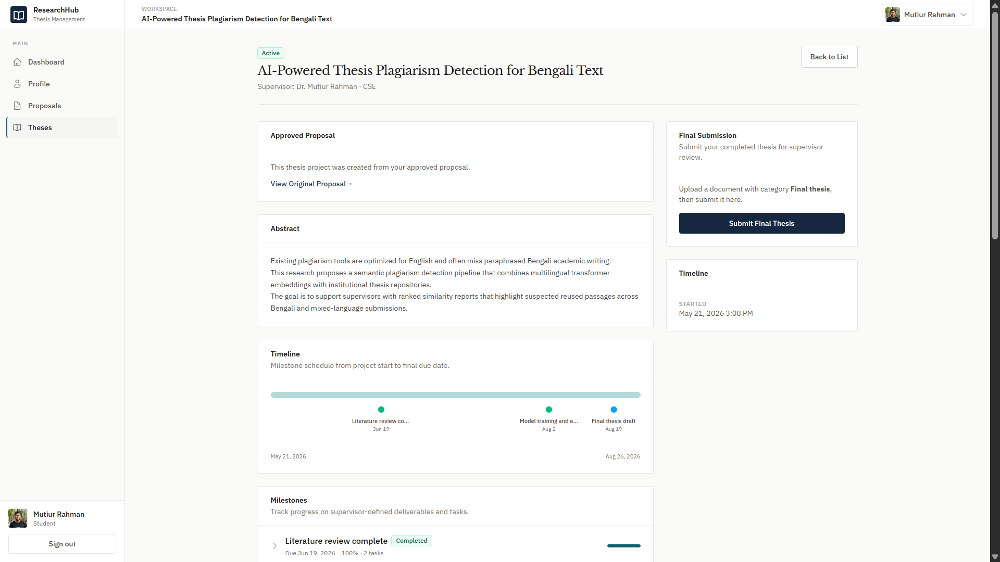 ResearchHub
Thesis Management
MAIN
Dashboard
Profile
Proposals
Theses
Mutiur Rahman
Student
Sign out
WORKSPACE
AI-Powered Thesis Plagiarism Detection for Bengali Text
Mutiur Rahman
Active
AI-Powered Thesis Plagiarism Detection for Bengali Text
Supervisor: Dr. Mutiur Rahman · CSE
Back to List
Approved Proposal
This thesis project was created from your approved proposal.
View Original Proposal→
Abstract
Existing plagiarism tools are optimized for English and often miss paraphrased Bengali academic writing.
This research proposes a semantic plagiarism detection pipeline that combines multilingual transformer
embeddings with institutional thesis repositories.
The goal is to support supervisors with ranked similarity reports that highlight suspected reused passages across
Bengali and mixed-language submissions.
Timeline
Milestone schedule from project start to final due date.
Literature review co...
Jun 19
Model training and e...
Aug 2
Final thesis draft
Aug 19
May 21, 2026
Aug 26, 2026
Milestones
Track progress on supervisor-defined deliverables and tasks.
Literature review complete
Completed
Due Jun 19, 2026 100% · 2 tasks
Final Submission
Submit your completed thesis for supervisor
review.
Upload a document with category Final thesis,
then submit it here.
Submit Final Thesis
Timeline
STARTED
May 21, 2026 3:08 PM